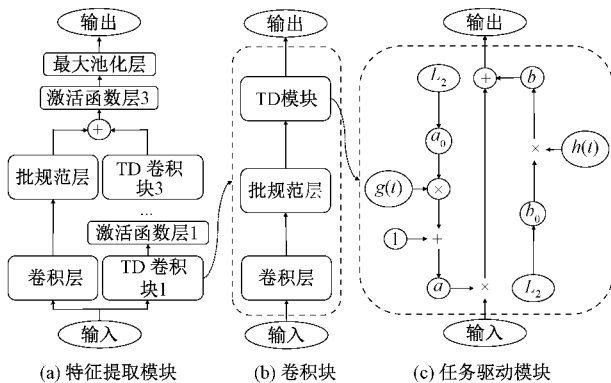 输出
最大池化层
激活函数层3
+
批规范层
TD 卷积
块3
...
激活函数层1
卷积层
TD 卷积
块1
输入
(a) 特征提取模块
输出
TD模块
批规范层
卷积层
输入
(b) 卷积块
输出
L₂
+
b
a₀
×
h(t)
g(t)
×
b₀
1
+
a
×
L₂
输入
(c) 任务驱动模块